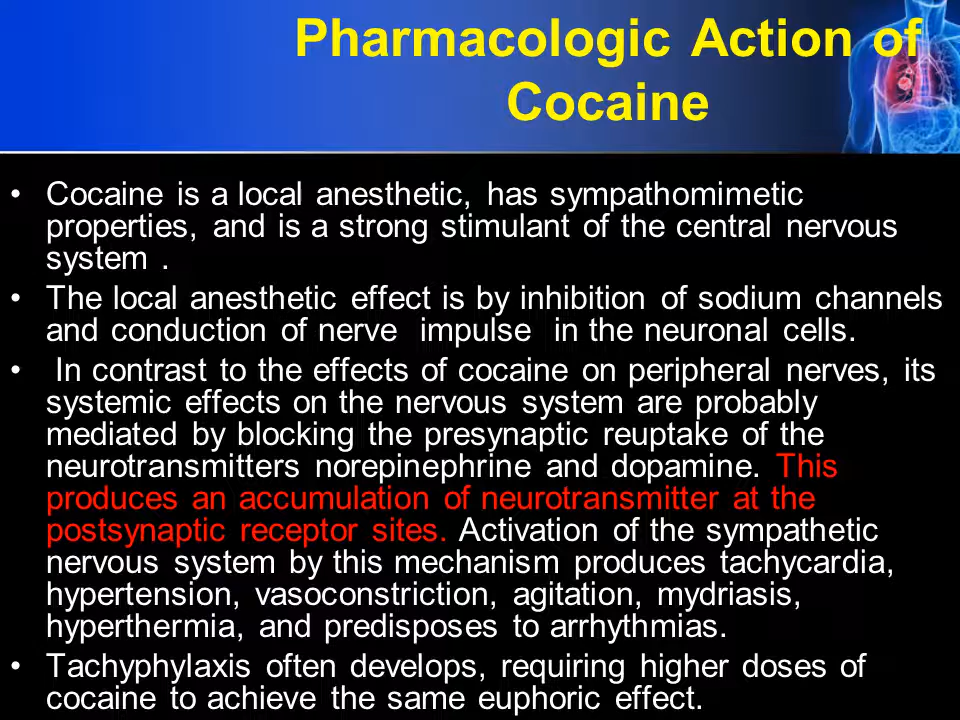 Pharmacologic Action of
Cocaine
• Cocaine is a local anesthetic, has sympathomimetic
properties, and is a strong stimulant of the central nervous
system .
• The local anesthetic effect is by inhibition of sodium channels
and conduction of nerve impulse in the neuronal cells.
• In contrast to the effects of cocaine on peripheral nerves, its
systemic effects on the nervous system are probably
mediated by blocking the presynaptic reuptake of the
neurotransmitters norepinephrine and dopamine. This
produces an accumulation of neurotransmitter at the
postsynaptic receptor sites. Activation of the sympathetic
nervous system by this mechanism produces tachycardia,
hypertension, vasoconstriction, agitation, mydriasis,
hyperthermia, and predisposes to arrhythmias.
• Tachyphylaxis often develops, requiring higher doses of
cocaine to achieve the same euphoric effect.